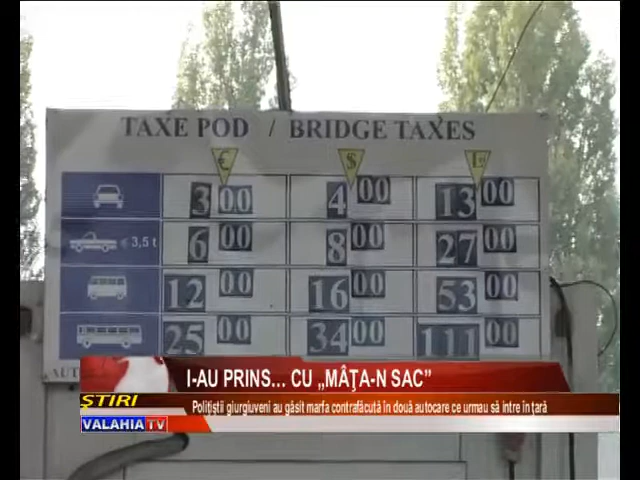 TAXE POD / BRIDGE TAXES
€ $
3 00 4 00 13 00
≤ 3,5 t 6 00 8 00 27 00
12 00 16 00 53 00
25 00 34 00 111 00
I-AU PRINS... CU „MÂŢA-N SAC”
ŞTIRI
Poliţiştii giurgiuveni au găsit marfa contrafăcută în două autocare ce urmau să intre în ţară
VALAHIA TV